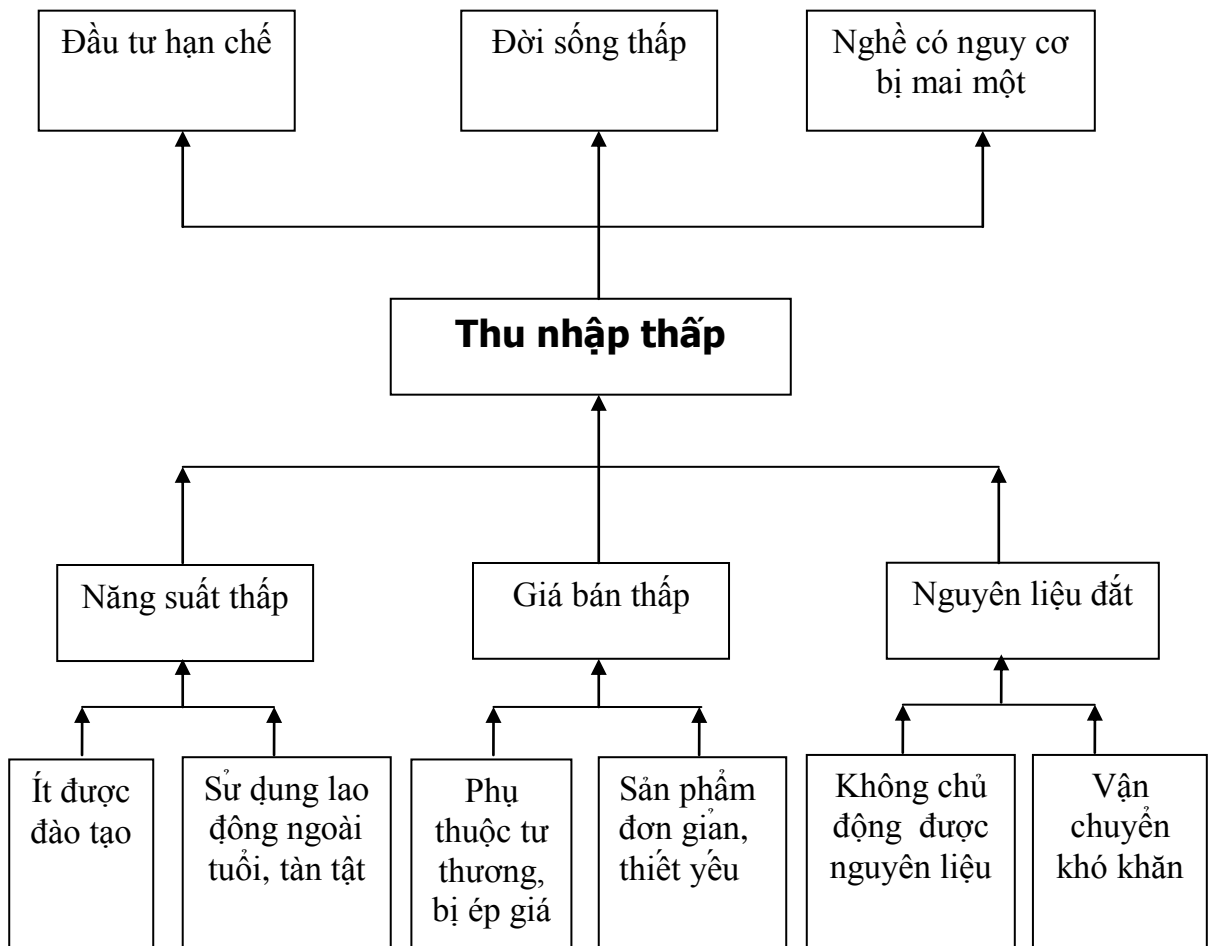 Đầu tư hạn chế
Đời sống thấp
Nghề có nguy cơ
bị mai một
Thu nhập thấp
Năng suất thấp
Giá bán thấp
Nguyên liệu đắt
Ít được
đào tạo
Sử dụng lao
động ngoài
tuổi, tàn tật
Phụ
thuộc tư
thương,
bị ép giá
Sản phẩm
đơn giản,
thiết yếu
Không chủ
động được
nguyên liệu
Vận
chuyển
khó khăn